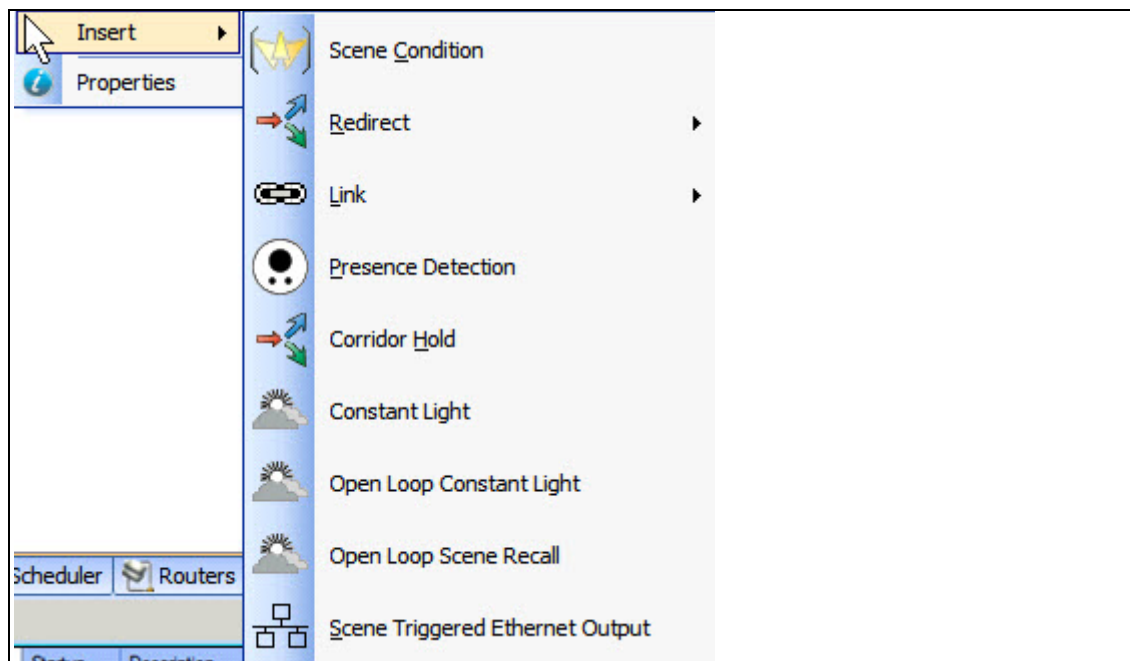 Insert
Properties
Scene Condition
Redirect
Link
Presence Detection
Corridor Hold
Constant Light
Open Loop Constant Light
Open Loop Scene Recall
Scheduler Routers
Scene Triggered Ethernet Output